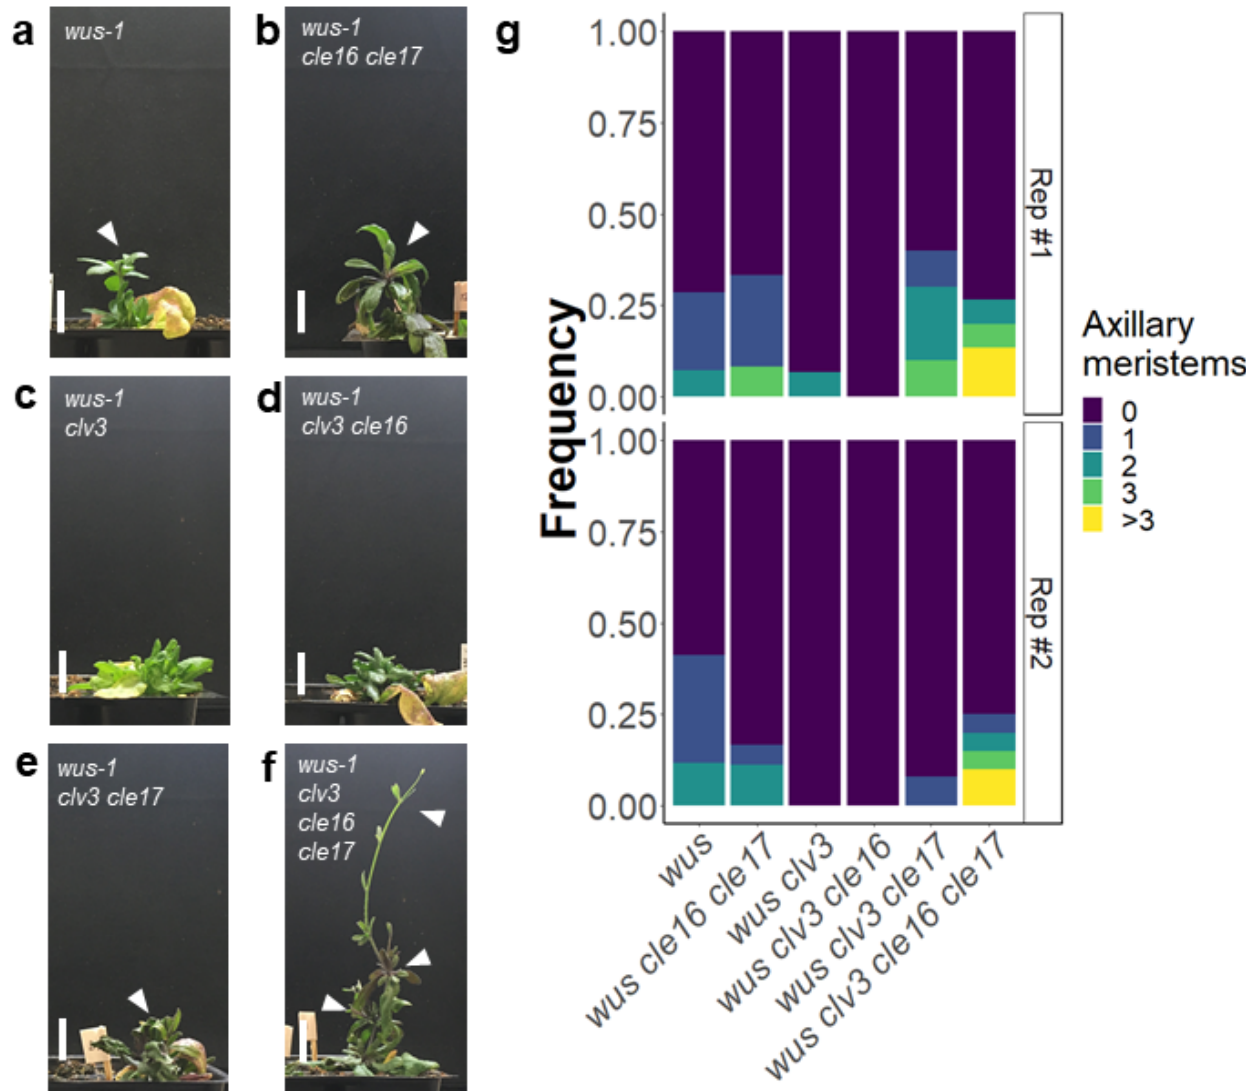 a
wus-1
b
wus-1
cle16 cle17
c
wus-1
clv3
d
wus-1
clv3 cle16
e
wus-1
clv3 cle17
f
wus-1
clv3
cle16
cle17
g
Frequency
1.00
0.75
0.50
0.25
0.00
Rep #1
1.00
0.75
0.50
0.25
0.00
Rep #2
wus
wus cle16 cle17
wus clv3
wus clv3 cle16
wus clv3 cle17
wus clv3 cle16 cle17
Axillary
meristems
0
1
2
3
>3